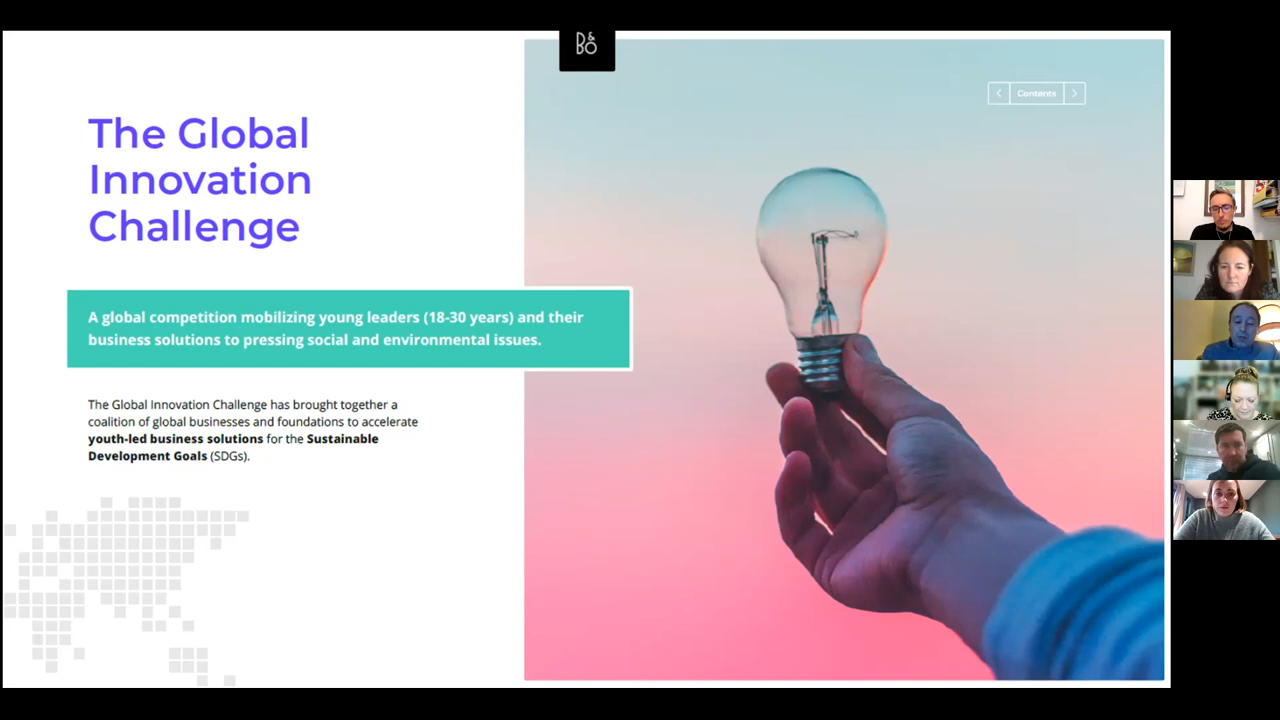 B&O
Contents
The Global
Innovation
Challenge
A global competition mobilizing young leaders (18-30 years) and their
business solutions to pressing social and environmental issues.
The Global Innovation Challenge has brought together a
coalition of global businesses and foundations to accelerate
youth-led business solutions for the Sustainable
Development Goals (SDGs).